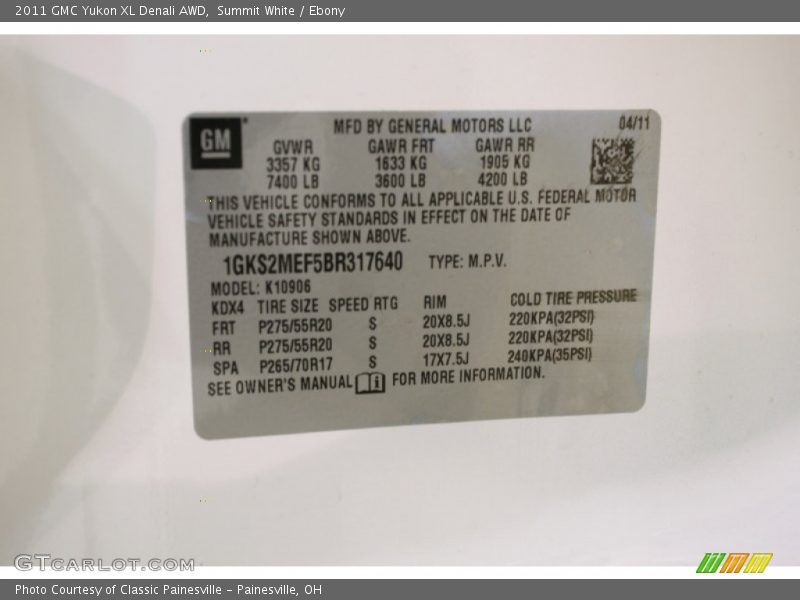 2011 GMC Yukon XL Denali AWD, Summit White / Ebony
GM
MFD BY GENERAL MOTORS LLC 04/11
GVWR GAWR FRT GAWR RR
3357 KG 1633 KG 1905 KG
7400 LB 3600 LB 4200 LB
THIS VEHICLE CONFORMS TO ALL APPLICABLE U.S. FEDERAL MOTOR
VEHICLE SAFETY STANDARDS IN EFFECT ON THE DATE OF
MANUFACTURE SHOWN ABOVE.
1GKS2MEF5BR317640 TYPE: M.P.V.
MODEL: K10906
KDX4 TIRE SIZE SPEED RTG RIM COLD TIRE PRESSURE
FRT P275/55R20 S 20X8.5J 220KPA(32PSI)
RR P275/55R20 S 20X8.5J 220KPA(32PSI)
SPA P265/70R17 S 17X7.5J 240KPA(35PSI)
SEE OWNER'S MANUAL FOR MORE INFORMATION.
GTCARLOT.COM
Photo Courtesy of Classic Painesville - Painesville, OH